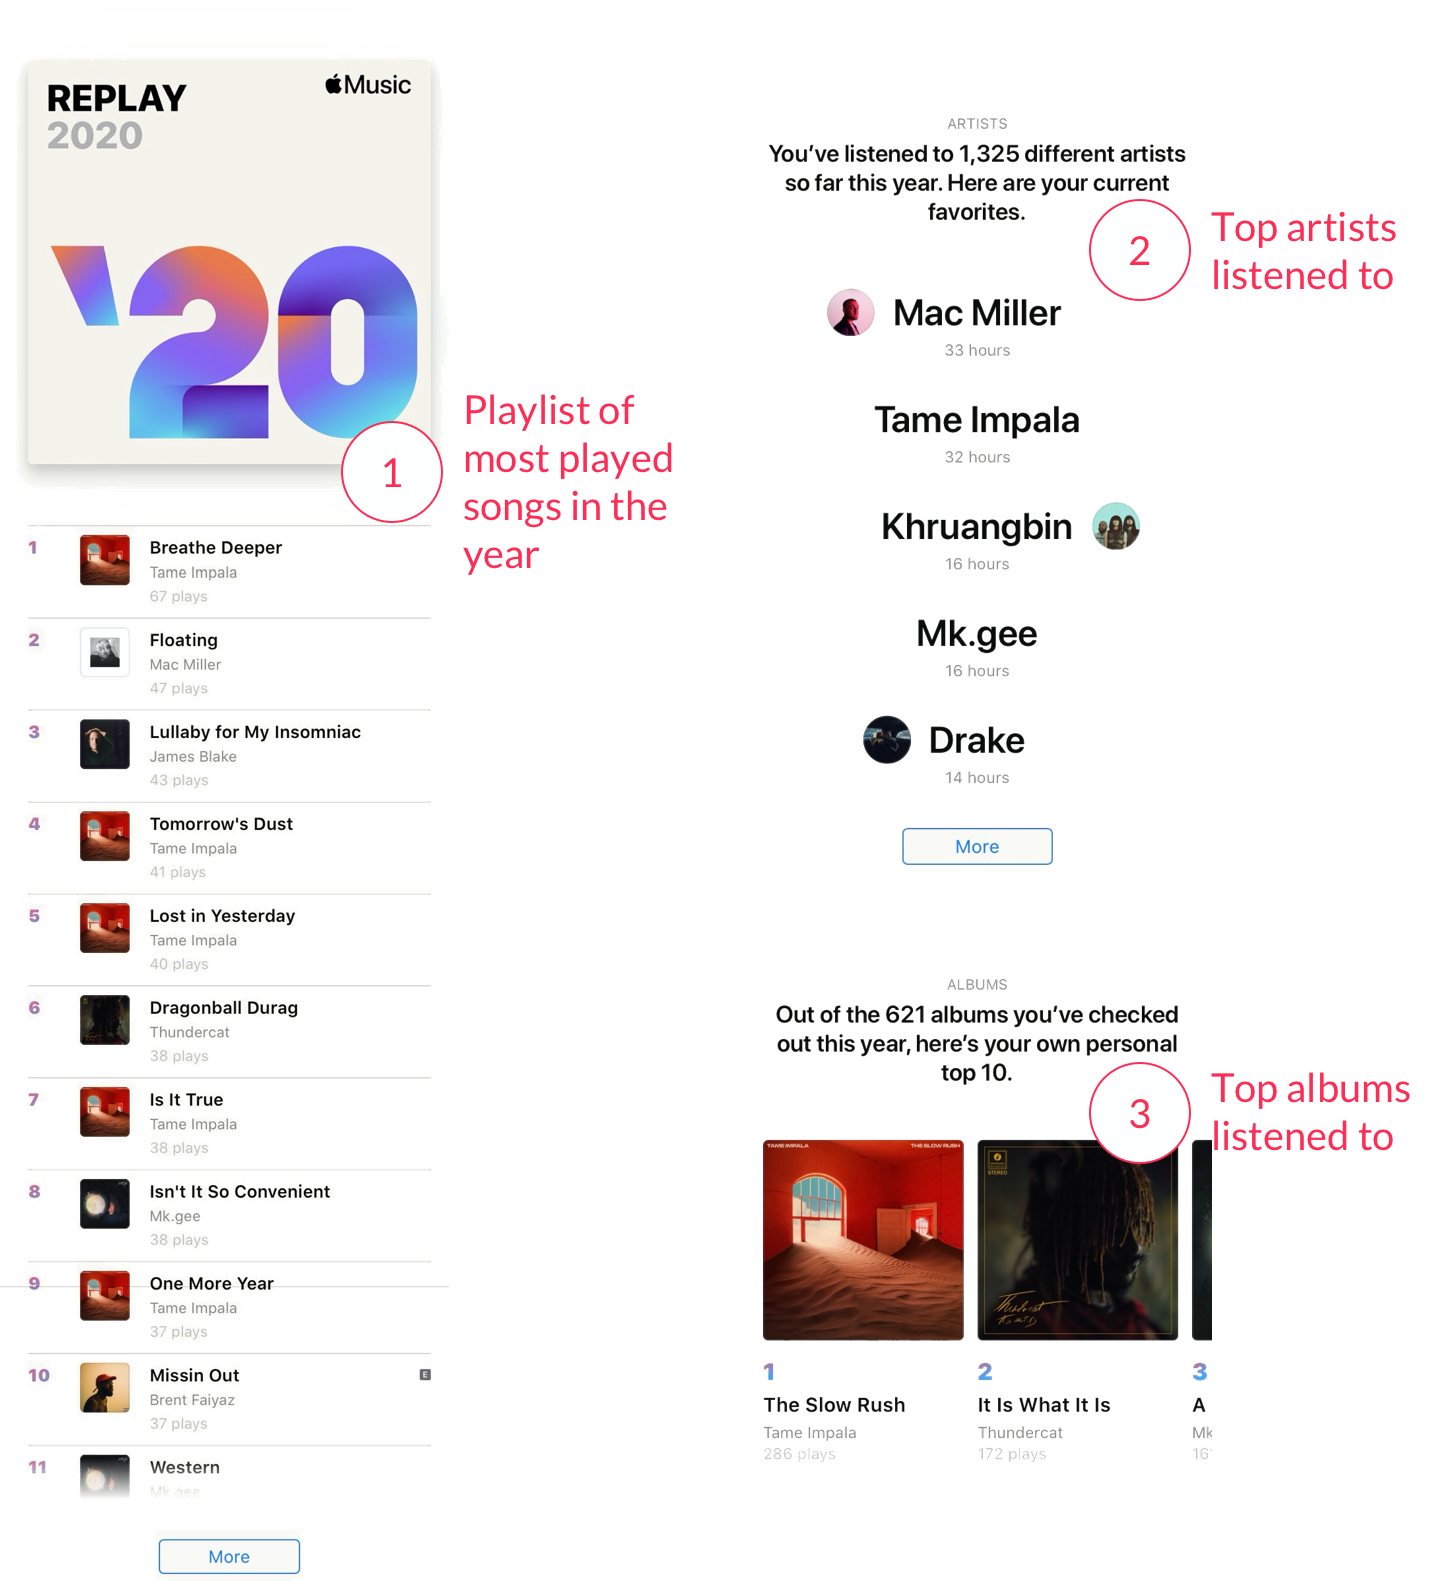 REPLAY
Music
2020
'20
1
Playlist of
most played
songs in the
year
1
Breathe Deeper
Tame Impala
67 plays
2
Floating
Mac Miller
47 plays
3
Lullaby for My Insomniac
James Blake
43 plays
4
Tomorrow's Dust
Tame Impala
41 plays
5
Lost in Yesterday
Tame Impala
40 plays
6
Dragonball Durag
Thundercat
38 plays
7
Is It True
Tame Impala
38 plays
8
Isn't It So Convenient
Mk.gee
38 plays
9
One More Year
Tame Impala
37 plays
10
Missin Out
E
Brent Faiyaz
37 plays
11
Western
Mk.gee
More
ARTISTS
You've listened to 1,325 different artists
so far this year. Here are your current
favorites.
2
Top artists
listened to
Mac Miller
33 hours
Tame Impala
32 hours
Khruangbin
16 hours
Mk.gee
16 hours
Drake
14 hours
More
ALBUMS
Out of the 621 albums you've checked
out this year, here's your own personal
top 10.
3
Top albums
listened to
TAME IMPALA
THE SLOW RUSH
STEREO
1
The Slow Rush
Tame Impala
286 plays
2
It Is What It Is
Thundercat
172 plays
3
A
Mk
16